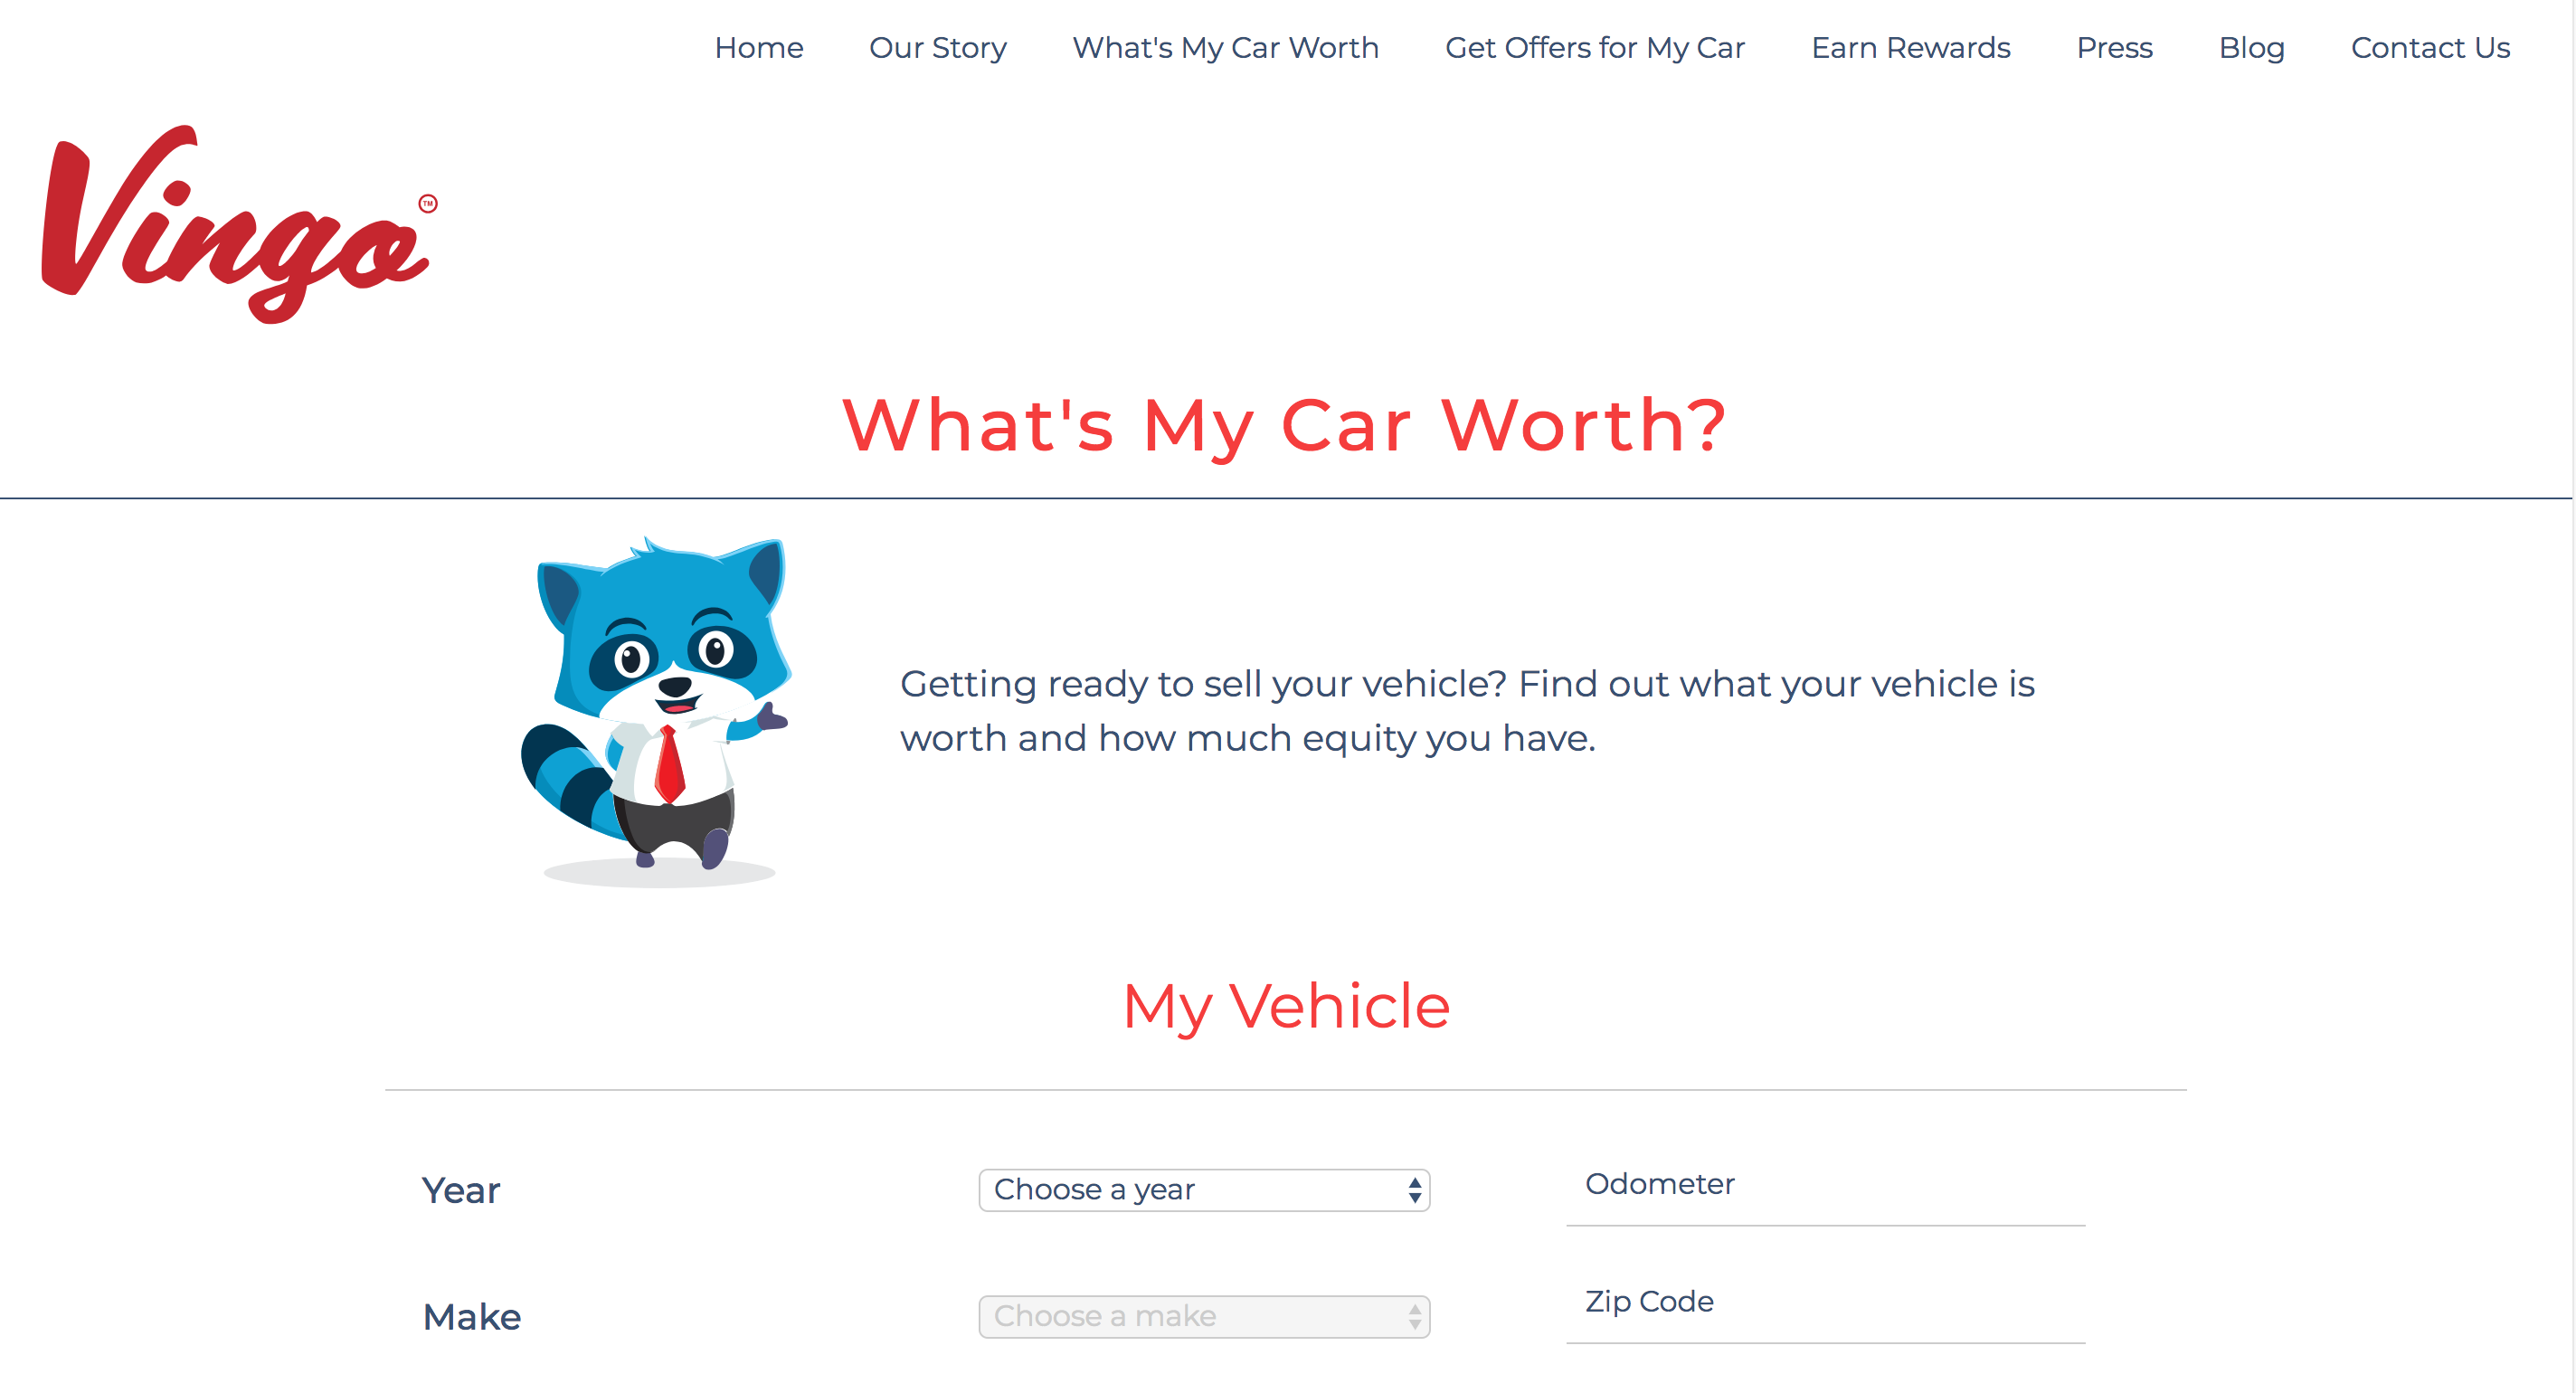 Home Our Story What's My Car Worth Get Offers for My Car Earn Rewards Press Blog Contact Us
Vingo TM
What's My Car Worth?
Getting ready to sell your vehicle? Find out what your vehicle is
worth and how much equity you have.
My Vehicle
Year Choose a year Odometer
Make Choose a make Zip Code